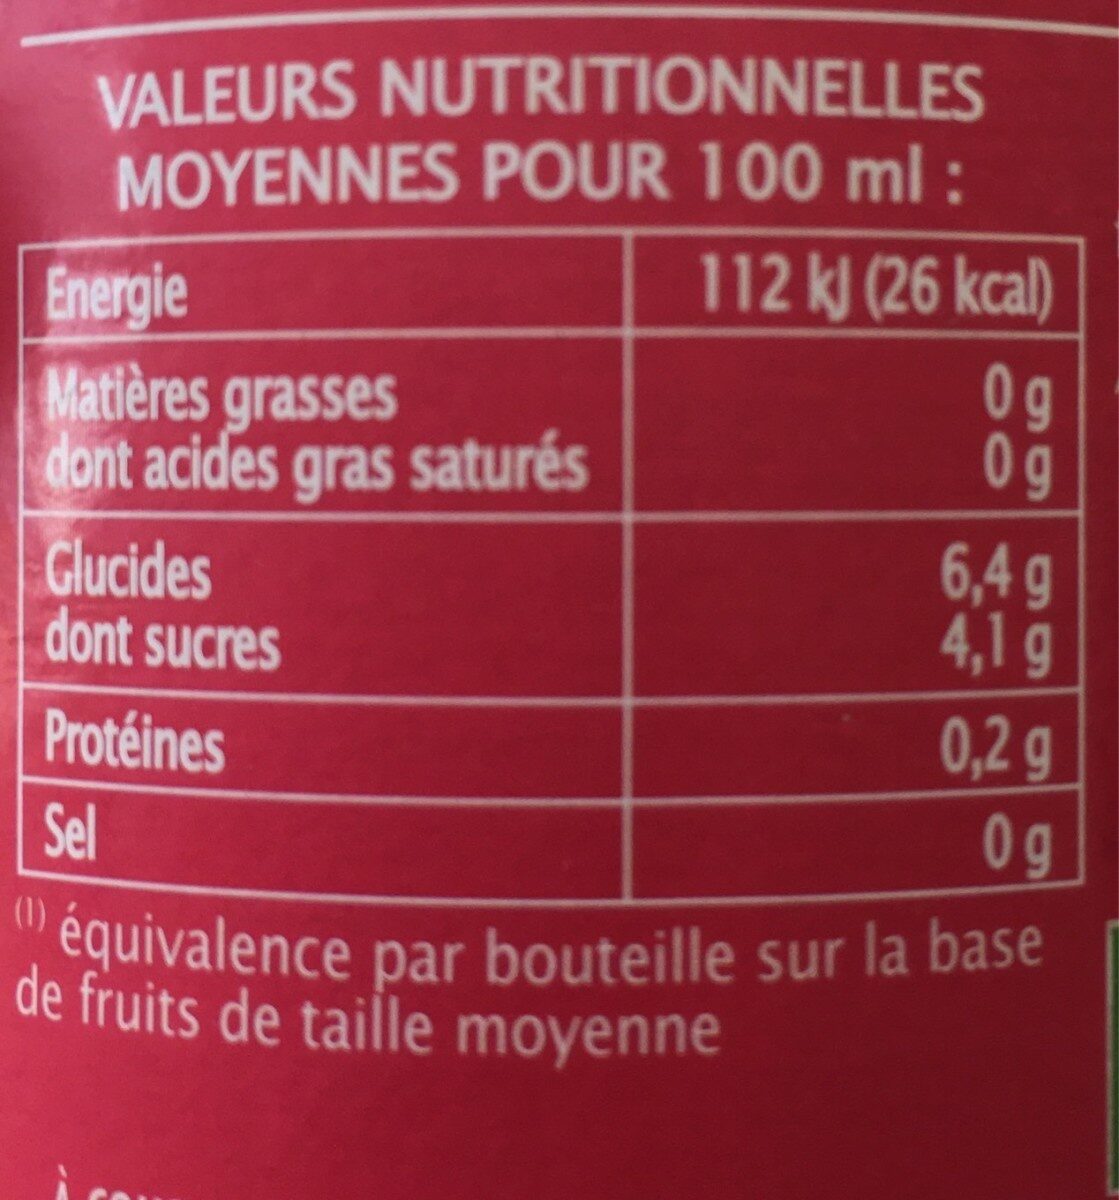 VALEURS NUTRITIONNELLES
MOYENNES POUR 100 ml :
Energie 112 kJ (26 kcal)
Matières grasses 0 g
dont acides gras saturés 0 g
Glucides 6,4 g
dont sucres 4,1 g
Protéines 0,2 g
Sel 0 g
(1) équivalence par bouteille sur la base
de fruits de taille moyenne
À